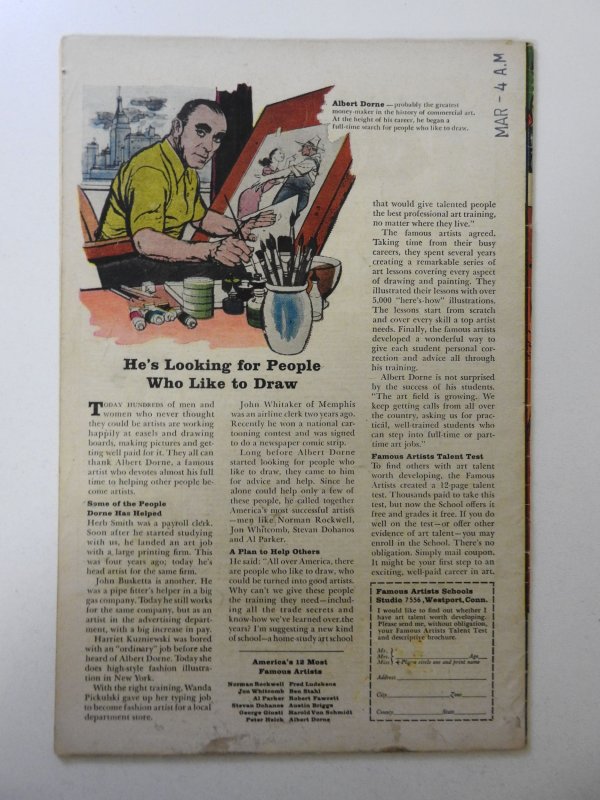 MAR - 4 A.M
Albert Dorne — probably the greatest
money-maker in the history of commercial art.
At the height of his career, he began a
full-time search for people who like to draw.
He's Looking for People
Who Like to Draw
TODAY HUNDREDS of men and
women who never thought
they could be artists are working
happily at easels and drawing
boards, making pictures and get-
ting well paid for it. They all can
thank Albert Dorne, a famous
artist who devotes almost his full
time to helping other people be-
come artists.
Some of the People
Dorne Has Helped
Herb Smith was a payroll clerk.
Soon after he started studying
with us, he landed an art job
with a large printing firm. This
was four years ago; today he's
head artist for the same firm.
John Busketta is another. He
was a pipe fitter's helper in a big
gas company. Today he still works
for the same company, but as an
artist in the advertising depart-
ment, with a big increase in pay.
Harriet Kuzniewski was bored
with an "ordinary" job before she
heard of Albert Dorne. Today she
does high-style fashion illustra-
tion in New York.
With the right training, Wanda
Pickulski gave up her typing job
to become fashion artist for a local
department store.
John Whitaker of Memphis
was an airline clerk two years ago.
Recently he won a national car-
tooning contest and was signed
to do a newspaper comic strip.
Long before Albert Dorne
started looking for people who
like to draw, they came to him
for advice and help. Since he
alone could help only a few of
these people, he called together
America's most successful artists
—men like Norman Rockwell,
Jon Whitcomb, Stevan Dohanos
and Al Parker.
A Plan to Help Others
He said: "All over America, there
are people who like to draw, who
could be turned into good artists.
Why can't we give these people
the training they need—includ-
ing all the trade secrets and
know-how we've learned over the
years? I'm suggesting a new kind
of school—a home study art school
America's 12 Most
Famous Artists
Norman Rockwell Fred Ludekens
Jon Whitcomb Ben Stahl
Al Parker Robert Fawcett
Stevan Dohanos Austin Briggs
George Giusti Harold Von Schmidt
Peter Helck Albert Dorne
that would give talented people
the best professional art training,
no matter where they live."
The famous artists agreed.
Taking time from their busy
careers, they spent several years
creating a remarkable series of
art lessons covering every aspect
of drawing and painting. They
illustrated their lessons with over
5,000 "here's-how" illustrations.
The lessons start from scratch
and cover every skill a top artist
needs. Finally, the famous artists
developed a wonderful way to
give each student personal cor-
rection and advice all through
his training.
Albert Dorne is not surprised
by the success of his students.
"The art field is growing. We
keep getting calls from all over
the country, asking us for prac-
tical, well-trained students who
can step into full-time or part-
time art jobs."
Famous Artists Talent Test
To find others with art talent
worth developing, the Famous
Artists created a 12-page talent
test. Thousands paid to take this
test, but now the School offers it
free and grades it free. If you do
well on the test—or offer other
evidence of art talent—you may
enroll in the School. There's no
obligation. Simply mail coupon.
It might be your first step to an
exciting, well-paid career in art.
Famous Artists Schools
Studio 7556, Westport, Conn.
I would like to find out whether I
have art talent worth developing.
Please send me, without obligation,
your Famous Artists Talent Test
and descriptive brochure.
Mr.
Mrs. Age
Miss (Please circle one and print name)
Address
City Zone
County State